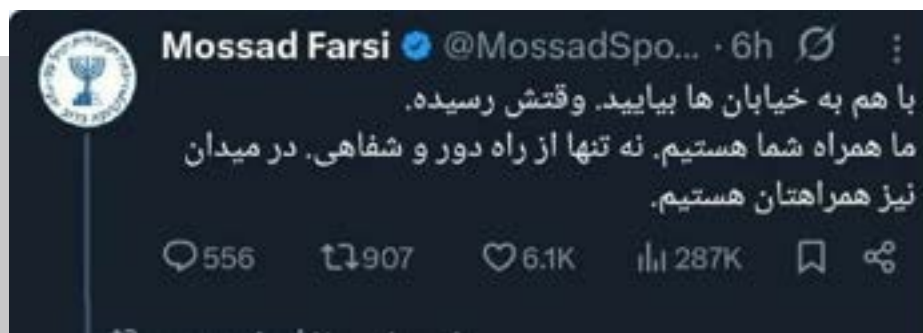 Mossad Farsi @MossadSpo... · 6h
با هم به خیابان ها بیایید. وقتش رسیده.
ما همراه شما هستیم. نه تنها از راه دور و شفاهی. در میدان
نیز همراهتان هستیم.
556 907 6.1K 287K